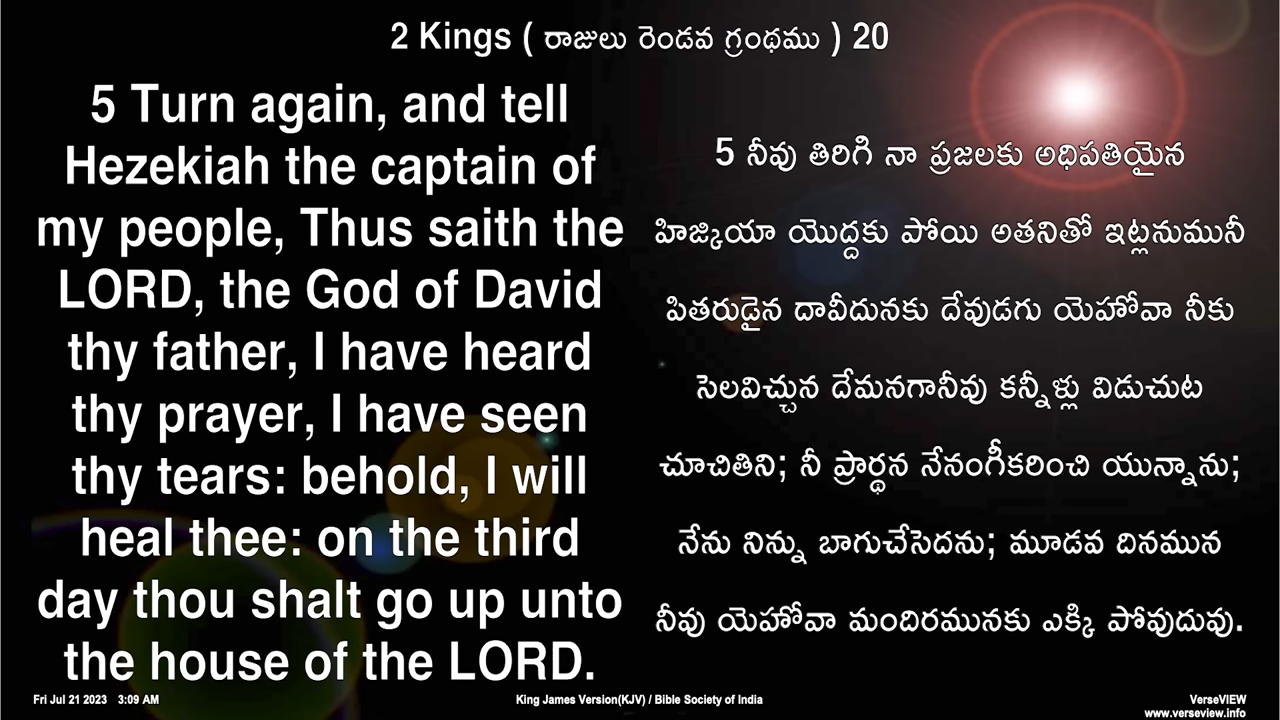 2 Kings ( రాజులు రెండవ గ్రంథము ) 20
5 Turn again, and tell
Hezekiah the captain of
my people, Thus saith the
LORD, the God of David
thy father, I have heard
thy prayer, I have seen
thy tears: behold, I will
heal thee: on the third
day thou shalt go up unto
the house of the LORD.
5 నీవు తిరిగి నా ప్రజలకు అధిపతియైన
హిజ్కియా యొద్దకు పోయి అతనితో ఇట్లనుమునీ
పితరుడైన దావీదునకు దేవుడగు యెహోవా నీకు
సెలవిచ్చున దేమనగానీవు కన్నీళ్లు విడుచుట
చూచితిని; నీ ప్రార్థన నేనంగీకరించి యున్నాను;
నేను నిన్ను బాగుచేసెదను; మూడవ దినమున
నీవు యెహోవా మందిరమునకు ఎక్కి పోవుదువు.
Fri Jul 21 2023 3:09 AM
King James Version(KJV) / Bible Society of India
VerseVIEW
www.verseview.info